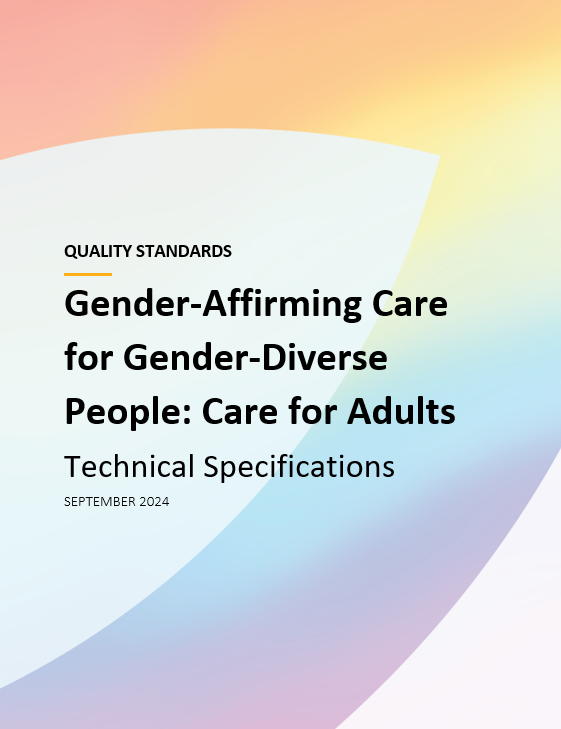 QUALITY STANDARDS
Gender-Affirming Care
for Gender-Diverse
People: Care for Adults
Technical Specifications
SEPTEMBER 2024